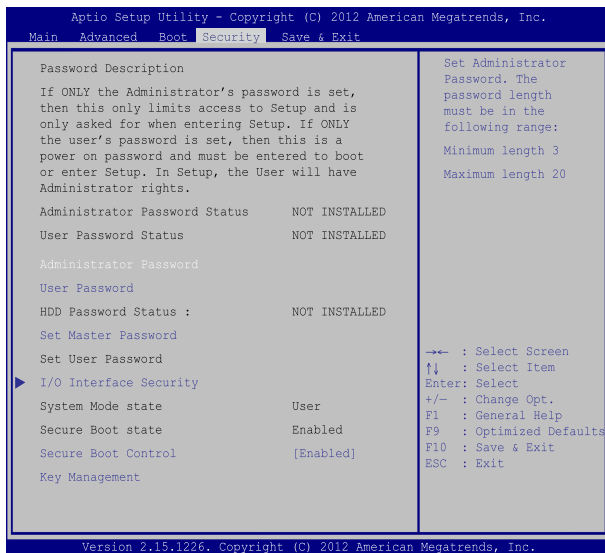 Aptio Setup Utility - Copyright (C) 2012 American Megatrends, Inc.
Main Advanced Boot Security Save & Exit
Password Description
If ONLY the Administrator's password is set,
then this only limits access to Setup and is
only asked for when entering Setup. If ONLY
the user's password is set, then this is a
power on password and must be entered to boot
or enter Setup. In Setup, the User will have
Administrator rights.
Administrator Password Status NOT INSTALLED
User Password Status NOT INSTALLED
Administrator Password
User Password
HDD Password Status : NOT INSTALLED
Set Master Password
Set User Password
I/O Interface Security
System Mode state User
Secure Boot state Enabled
Secure Boot Control [Enabled]
Key Management
Set Administrator
Password. The
password length
must be in the
following range:
Minimum length 3
Maximum length 20
→← : Select Screen
↑↓ : Select Item
Enter: Select
+/— : Change Opt.
F1 : General Help
F9 : Optimized Defaults
F10 : Save & Exit
ESC : Exit
Version 2.15.1226. Copyright (C) 2012 American Megatrends, Inc.